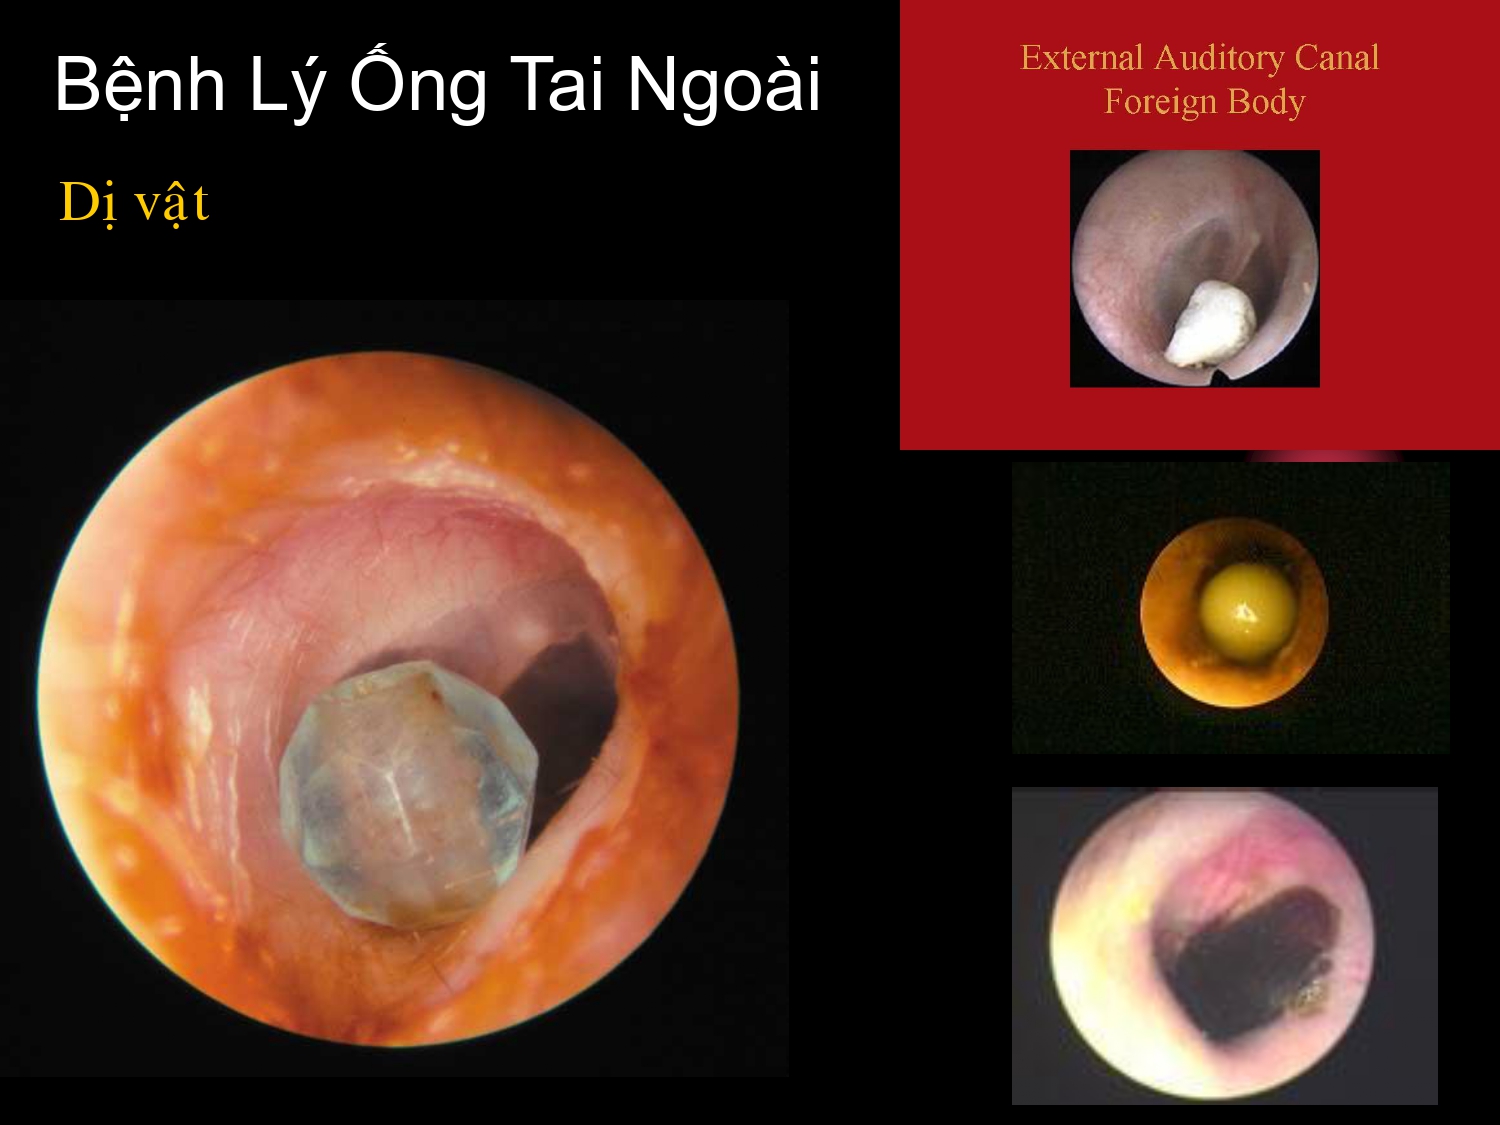 Bệnh Lý Ống Tai Ngoài
Dị vật
External Auditory Canal
Foreign Body